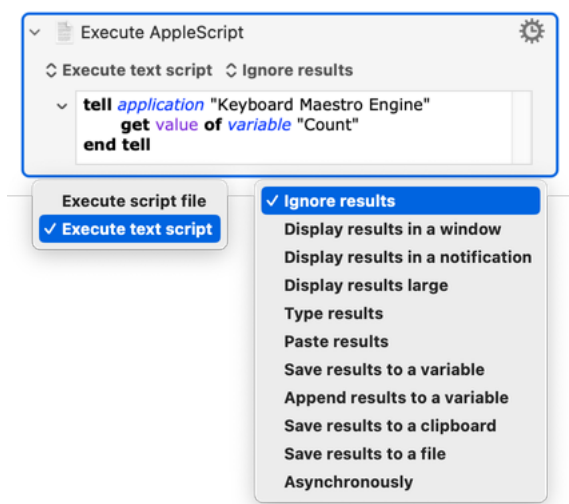 Execute AppleScript
Execute text script Ignore results
tell application "Keyboard Maestro Engine"
get value of variable "Count"
end tell
Execute script file
✓ Execute text script
✓ Ignore results
Display results in a window
Display results in a notification
Display results large
Type results
Paste results
Save results to a variable
Append results to a variable
Save results to a clipboard
Save results to a file
Asynchronously